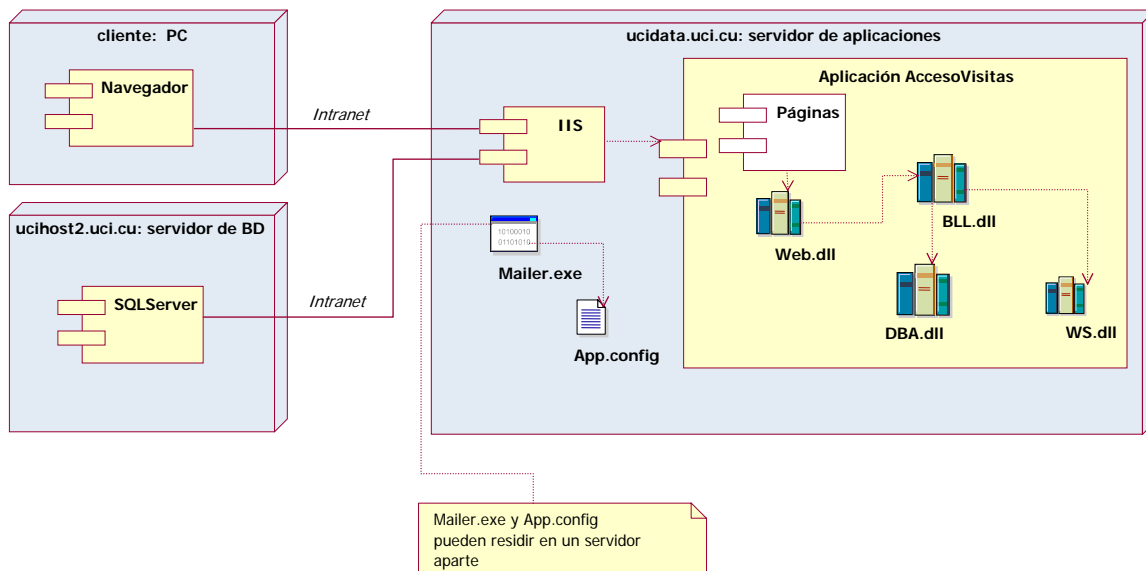 cliente: PC
Navegador
Intranet
ucihost2.uci.cu: servidor de BD
SQLServer
Intranet
ucidata.uci.cu: servidor de aplicaciones
IIS
10100010
01101010
Mailer.exe
App.config
Aplicación AccesoVisitas
Páginas
Web.dll
BLL.dll
DBA.dll
WS.dll
Mailer.exe y App.config
pueden residir en un servidor
aparte